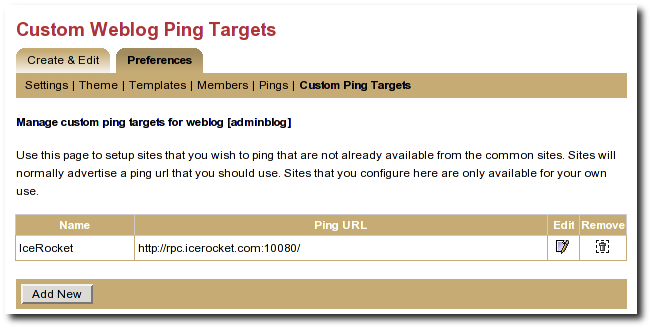 Custom Weblog Ping Targets
Create & Edit Preferences
Settings | Theme | Templates | Members | Pings | Custom Ping Targets
Manage custom ping targets for weblog [adminblog]
Use this page to setup sites that you wish to ping that are not already available from the common sites. Sites will
normally advertise a ping url that you should use. Sites that you configure here are only available for your own
use.
Name Ping URL Edit Remove
IceRocket http://rpc.icerocket.com:10080/
Add New